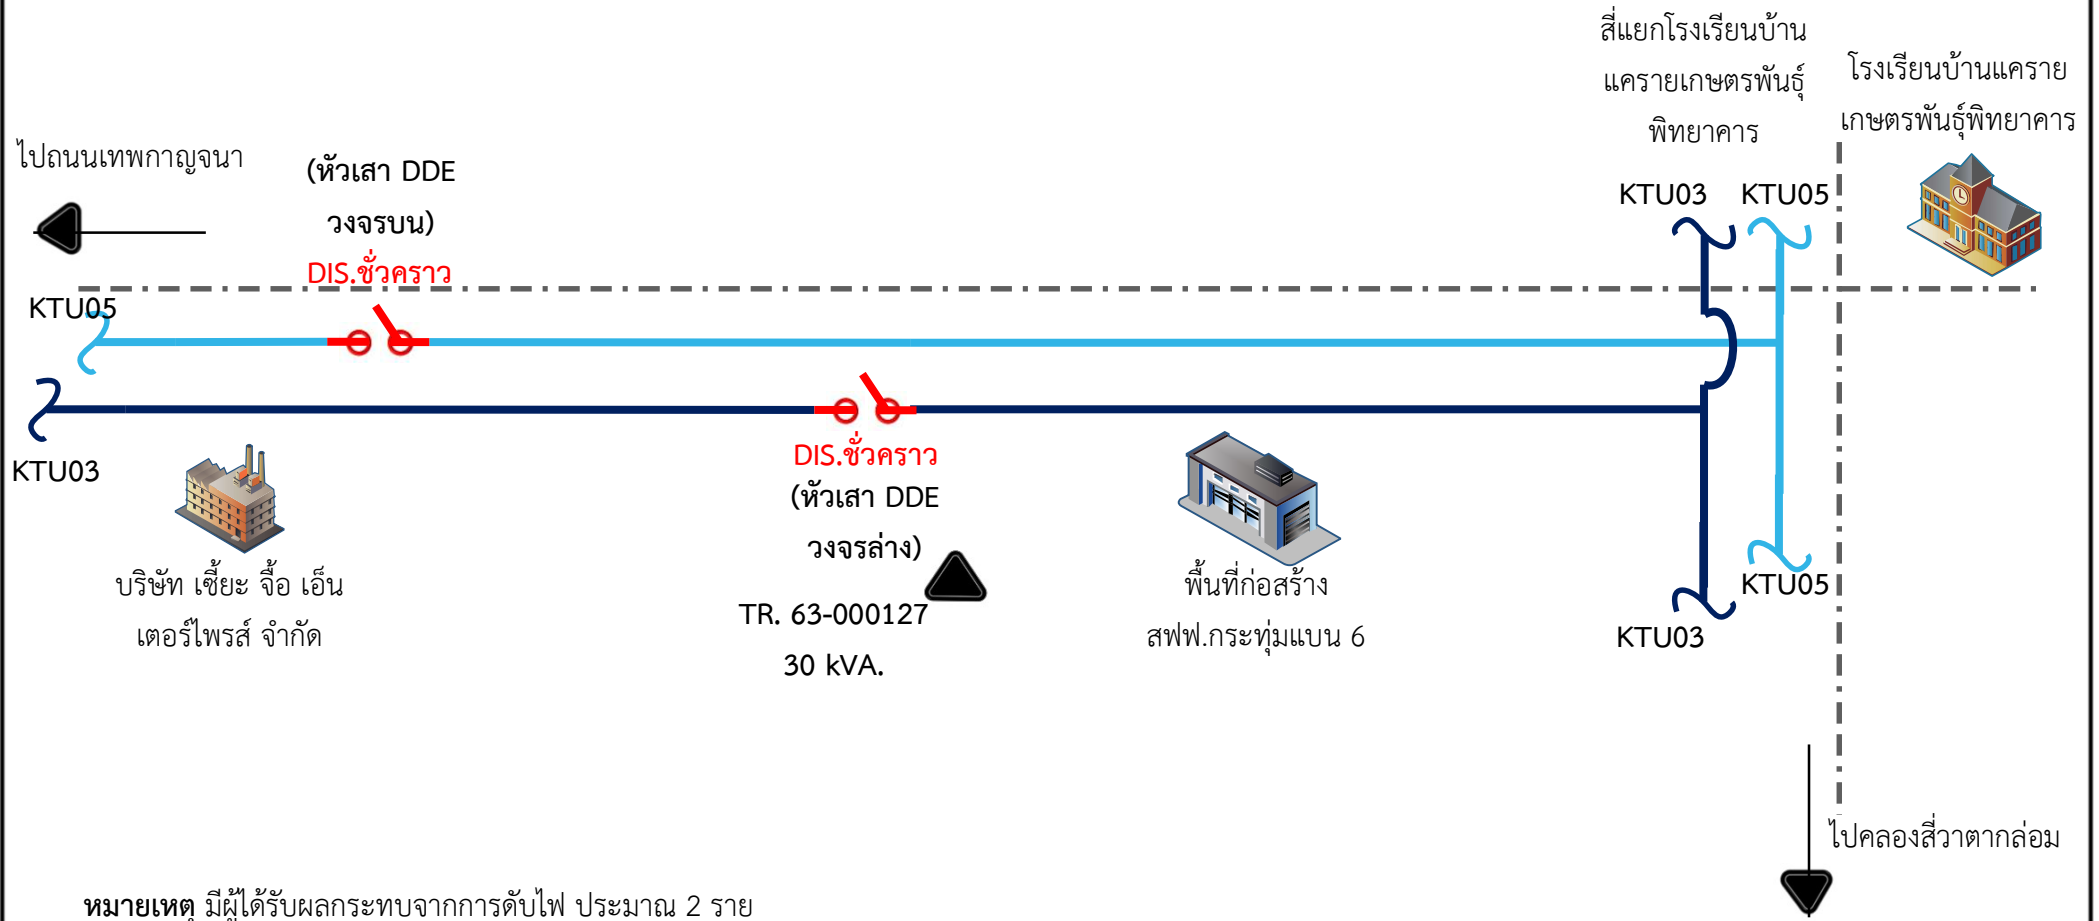 สี่แยกโรงเรียนบ้าน
แครายเกษตรพันธุ์
พิทยาคาร
โรงเรียนบ้านแคราย
เกษตรพันธุ์พิทยาคาร
ไปถนนเทพกาญจนา
(หัวเสา DDE
วงจรบน)
DIS.ชั่วคราว
KTU03
KTU05
KTU05
KTU03
DIS.ชั่วคราว
(หัวเสา DDE
วงจรล่าง)
TR. 63-000127
30 kVA.
บริษัท เซี้ยะ จื้อ เอ็น
เตอร์ไพรส์ จำกัด
พื้นที่ก่อสร้าง
สฟฟ.กระทุ่มแบน 6
KTU05
KTU03
ไปคลองสี่วาตากล่อม
หมายเหตุ มีผู้ได้รับผลกระทบจากการดับไฟ ประมาณ 2 ราย